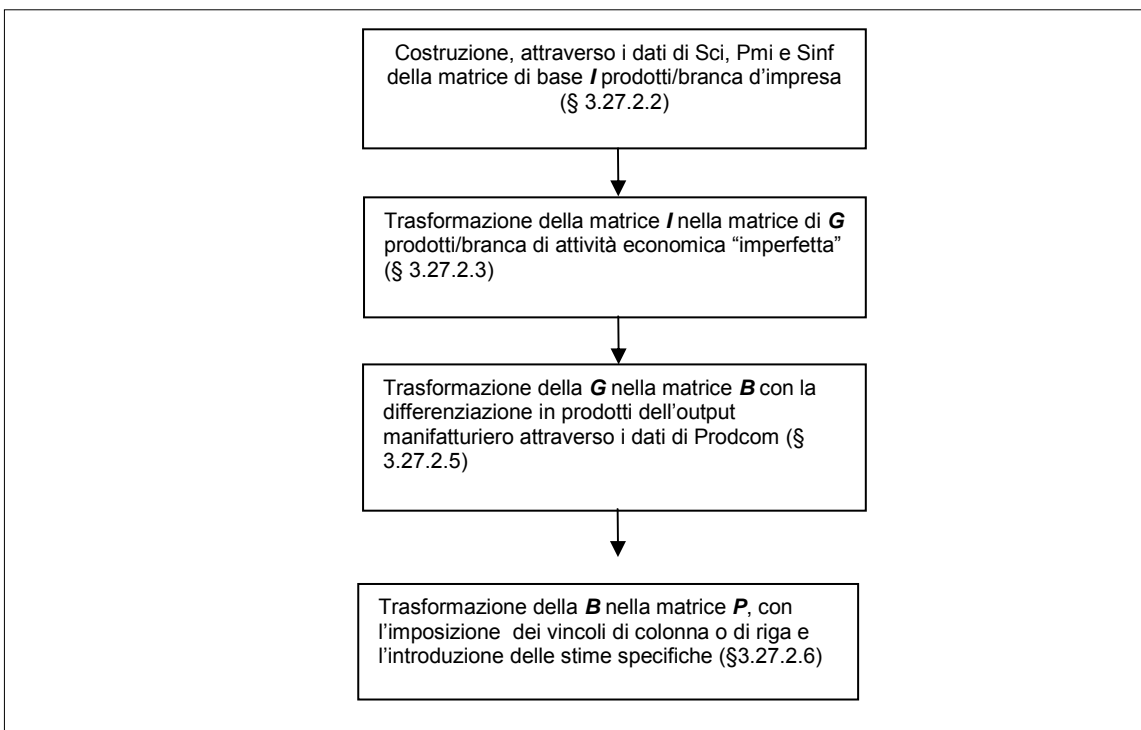 Costruzione, attraverso i dati di Sci, Pmi e Sinf
della matrice di base I prodotti/branca d'impresa
(§ 3.27.2.2)
Trasformazione della matrice I nella matrice di G
prodotti/branca di attività economica "imperfetta"
(§ 3.27.2.3)
Trasformazione della G nella matrice B con la
differenziazione in prodotti dell'output
manifatturiero attraverso i dati di Prodcom (§
3.27.2.5)
Trasformazione della B nella matrice P, con
l'imposizione dei vincoli di colonna o di riga e
l'introduzione delle stime specifiche (§3.27.2.6)